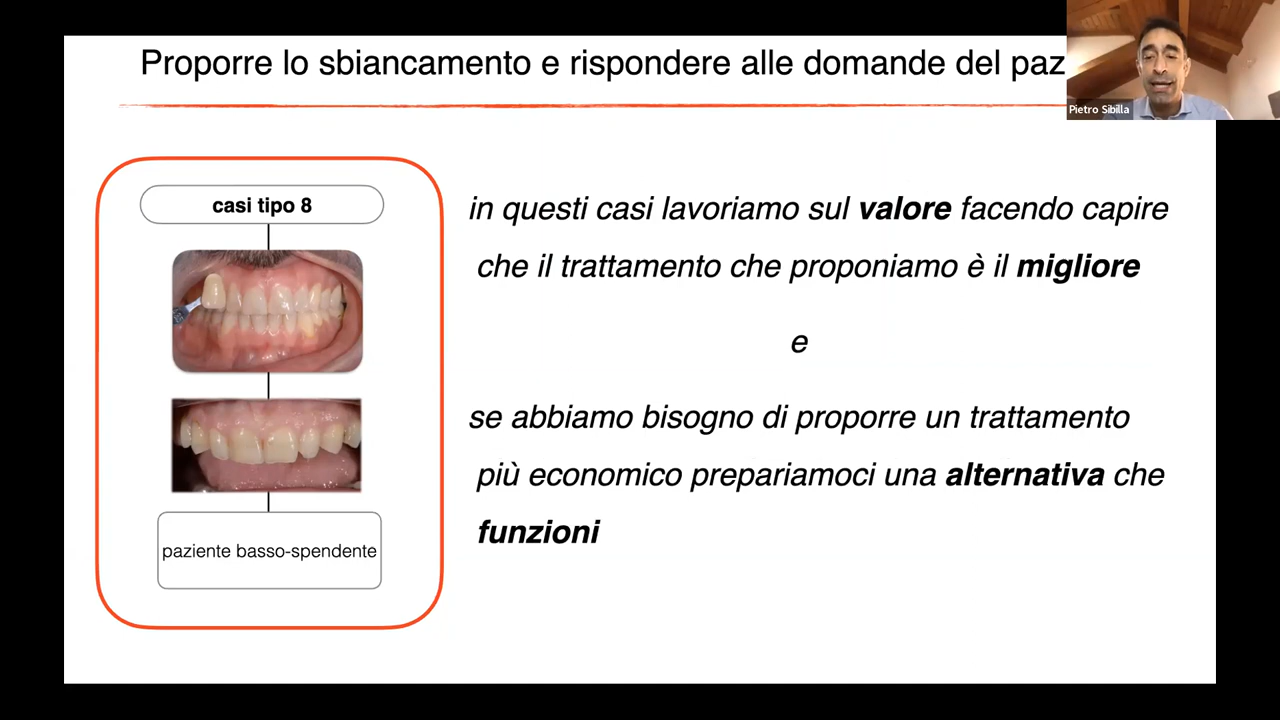 Proporre lo sbiancamento e rispondere alle domande del paz
Pietro Sibilla
casi tipo 8
paziente basso-spendente
in questi casi lavoriamo sul valore facendo capire
che il trattamento che proponiamo è il migliore
e
se abbiamo bisogno di proporre un trattamento
più economico prepariamoci una alternativa che
funzioni